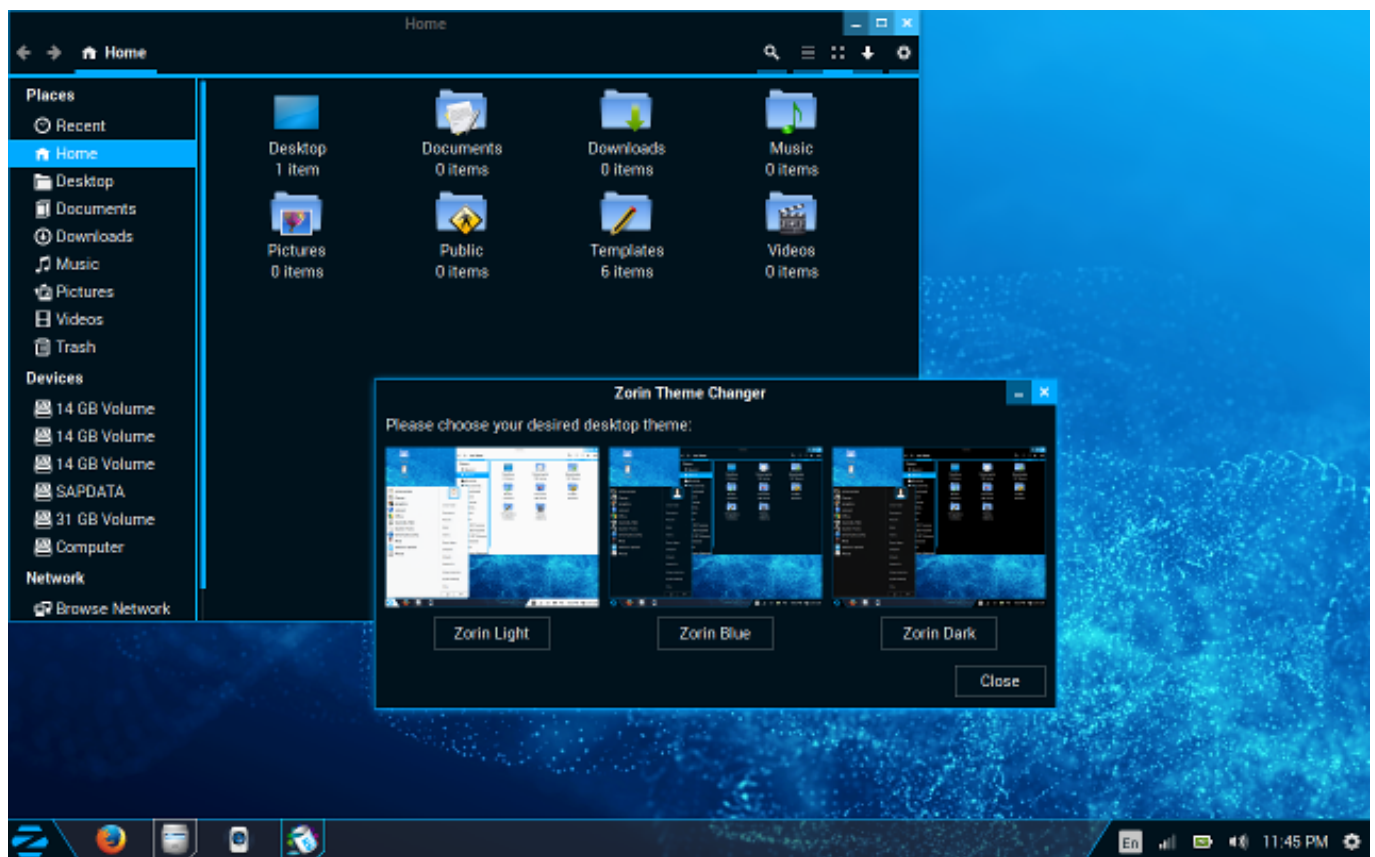 Home
Home
Places
Recent
Home
Desktop
Documents
Downloads
Music
Pictures
Videos
Trash
Devices
14 GB Volume
14 GB Volume
14 GB Volume
SAPDATA
31 GB Volume
Computer
Network
Browse Network
Desktop
1 item
Documents
0 items
Downloads
0 items
Music
0 items
Pictures
0 items
Public
0 items
Templates
6 items
Videos
0 items
Zorin Theme Changer
Please choose your desired desktop theme:
Zorin Light
Zorin Blue
Zorin Dark
Close
En
11:45 PM